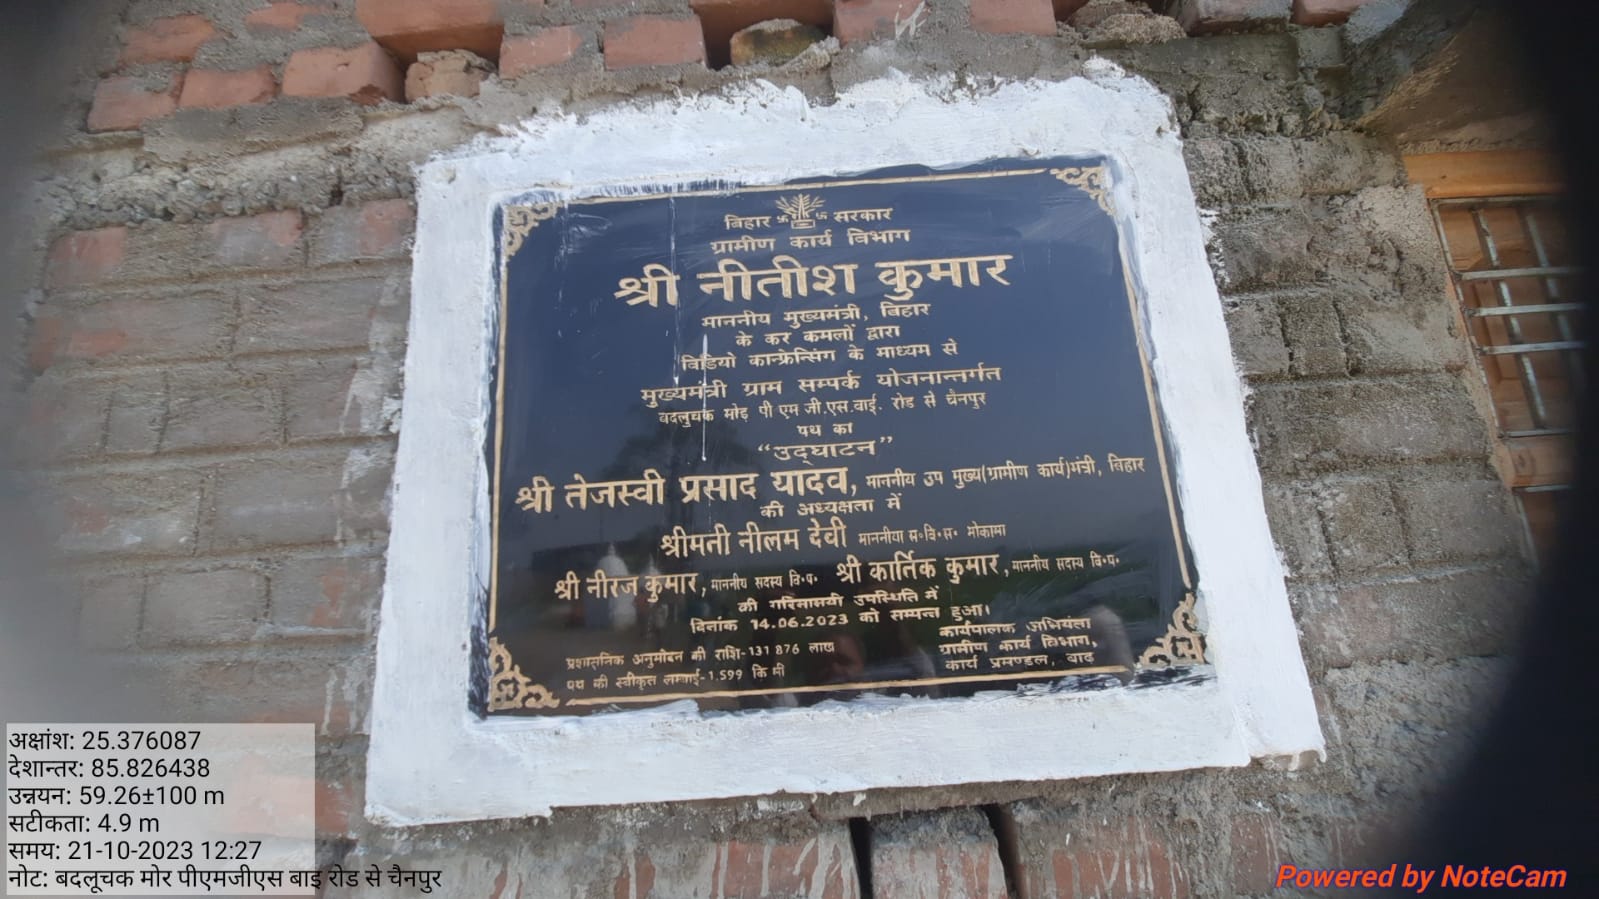 बिहार सरकार
ग्रामीण कार्य विभाग
श्री नीतीश कुमार
माननीय मुख्यमंत्री, बिहार
के कर कमलों द्वारा
विडियो कान्फ्रेन्सिंग के माध्यम से
मुख्यमंत्री ग्राम सम्पर्क योजनान्तर्गत
बदलुचक मोड़ पी एम जी.एस.वाई. रोड से चैनपुर
पथ का
“उद्घाटन”
श्री तेजस्वी प्रसाद यादव, माननीय उप मुख्य(ग्रामीण कार्य)मंत्री, बिहार
की अध्यक्षता में
श्रीमती नीलम देवी माननीया स॰वि॰स॰ मोकामा
श्री नीरज कुमार, माननीय सदस्य वि॰प॰ श्री कार्तिक कुमार, माननीय सदस्य वि॰प॰
की गरिमामयी उपस्थिति में
दिनांक 14.06.2023 को सम्पन्न हुआ।
प्रशासनिक अनुमोदन की राशि-131 876 लाख
पथ की स्वीकृत लम्बाई-1.599 कि मी
कार्यपालक अभियंता
ग्रामीण कार्य विभाग,
कार्य प्रमण्डल, बाढ़
अक्षांश: 25.376087
देशान्तर: 85.826438
उन्नयन: 59.26±100 m
सटीकता: 4.9 m
समय: 21-10-2023 12:27
नोट: बदलूचक मोर पीएमजीएस बाइ रोड से चैनपुर
Powered by NoteCam